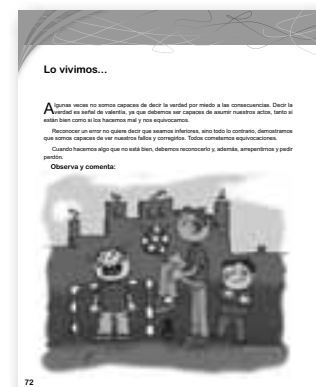 Lo vivimos...
Algunas veces no somos capaces de decir la verdad por miedo a las consecuencias. Decir la
verdad es señal de valentía, ya que debemos ser capaces de asumir nuestros actos, tanto si
están bien como si los hacemos mal y nos equivocamos.
Reconocer un error no quiere decir que seamos inferiores, sino todo lo contrario, demostramos
que somos capaces de ver nuestros fallos y corregirlos. Todos cometemos equivocaciones.
Cuando hacemos algo que no está bien, debemos reconocerlo y, además, arrepentirnos y pedir
perdón.
Observa y comenta:
72